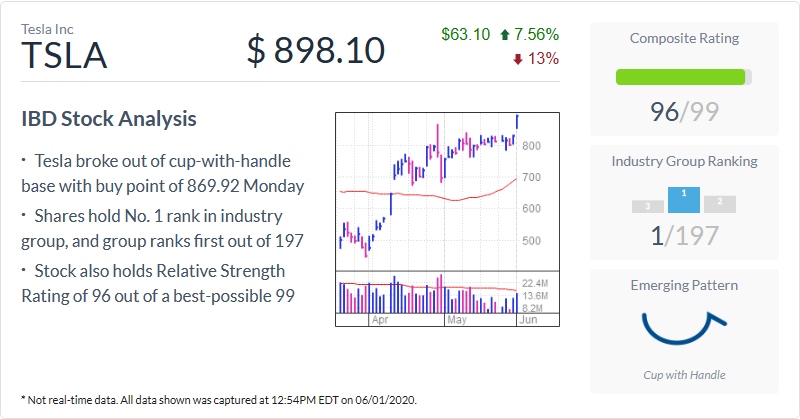 Tesla Inc
TSLA
$ 898.10
$63.10 7.56%
13%
IBD Stock Analysis
· Tesla broke out of cup-with-handle
base with buy point of 869.92 Monday
· Shares hold No. 1 rank in industry
group, and group ranks first out of 197
· Stock also holds Relative Strength
Rating of 96 out of a best-possible 99
800
700
600
500
22.4M
13.6M
8.2M
Apr May Jun
Composite Rating
96/99
Industry Group Ranking
3 1 2
1/197
Emerging Pattern
Cup with Handle
* Not real-time data. All data shown was captured at 12:54PM EDT on 06/01/2020.